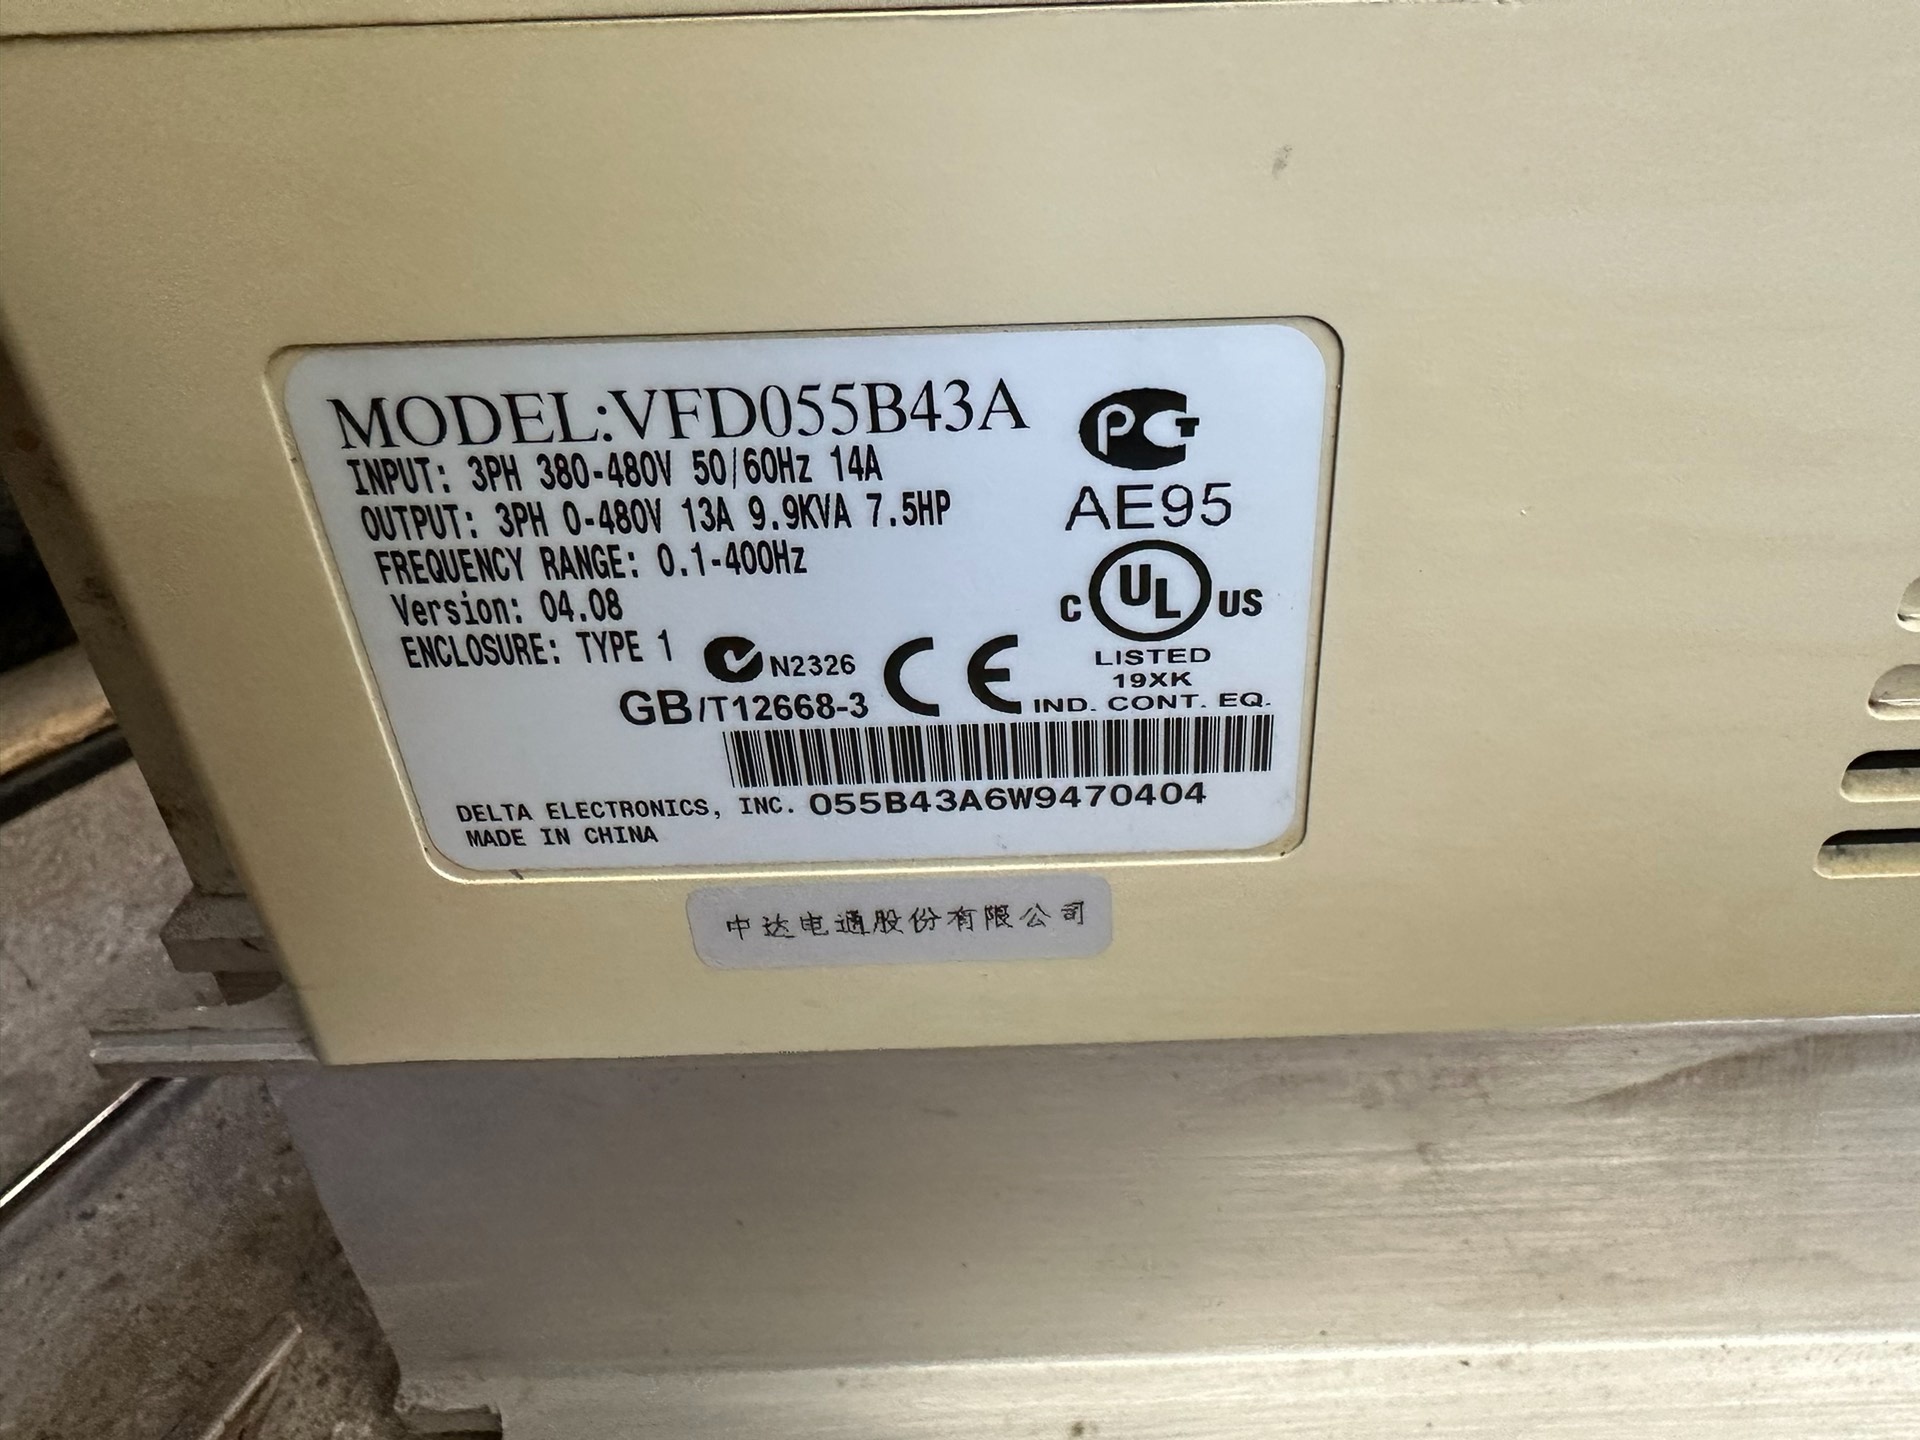 MODEL:VFD055B43A
INPUT: 3PH 380-480V 50/60Hz 14A
OUTPUT: 3PH 0-480V 13A 9.9KVA 7.5HP
FREQUENCY RANGE: 0.1-400Hz
Version: 04.08
ENCLOSURE: TYPE 1
N2326
GB/T12668-3
CE
PCT
AE95
C UL US
LISTED
19XK
IND. CONT. EQ.
DELTA ELECTRONICS, INC. 055B43A6W9470404
MADE IN CHINA
中达电通股份有限公司